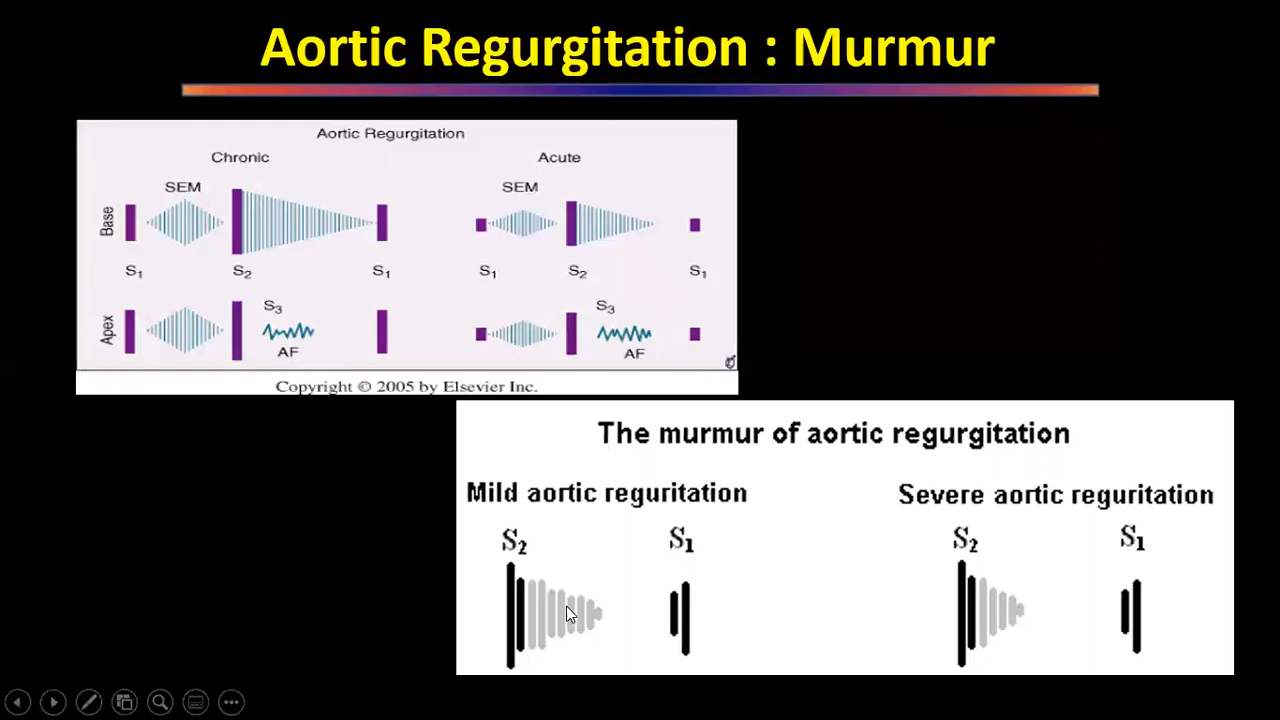 Aortic Regurgitation : Murmur
Aortic Regurgitation
Chronic
Acute
SEM
SEM
Base
S1
S2
S1
S1
S2
S1
Apex
S3
AF
S3
AF
Copyright © 2005 by Elsevier Inc.
The murmur of aortic regurgitation
Mild aortic reguritation
Severe aortic reguritation
S2
S1
S2
S1